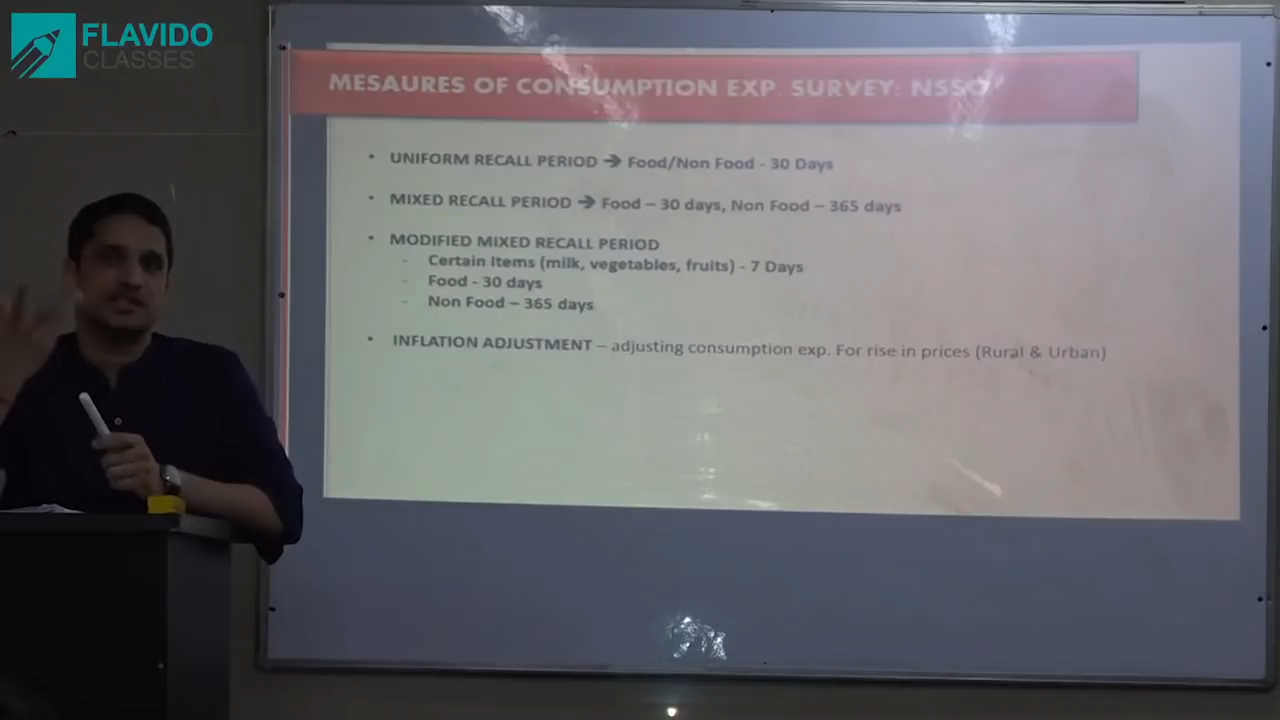 FLAVIDO
CLASSES
MESAURES OF CONSUMPTION EXP. SURVEY: NSSO
• UNIFORM RECALL PERIOD ➔ Food/Non Food - 30 Days
• MIXED RECALL PERIOD ➔ Food – 30 days, Non Food – 365 days
• MODIFIED MIXED RECALL PERIOD
- Certain Items (milk, vegetables, fruits) - 7 Days
- Food - 30 days
- Non Food – 365 days
• INFLATION ADJUSTMENT – adjusting consumption exp. For rise in prices (Rural & Urban)